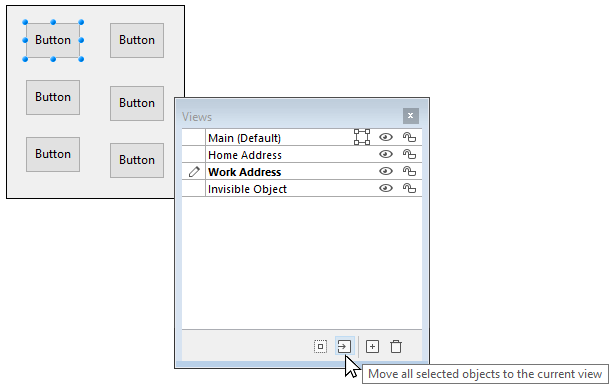 Button Button
Button Button
Button Button
Views
Main (Default)
Home Address
Work Address
Invisible Object
Move all selected objects to the current view